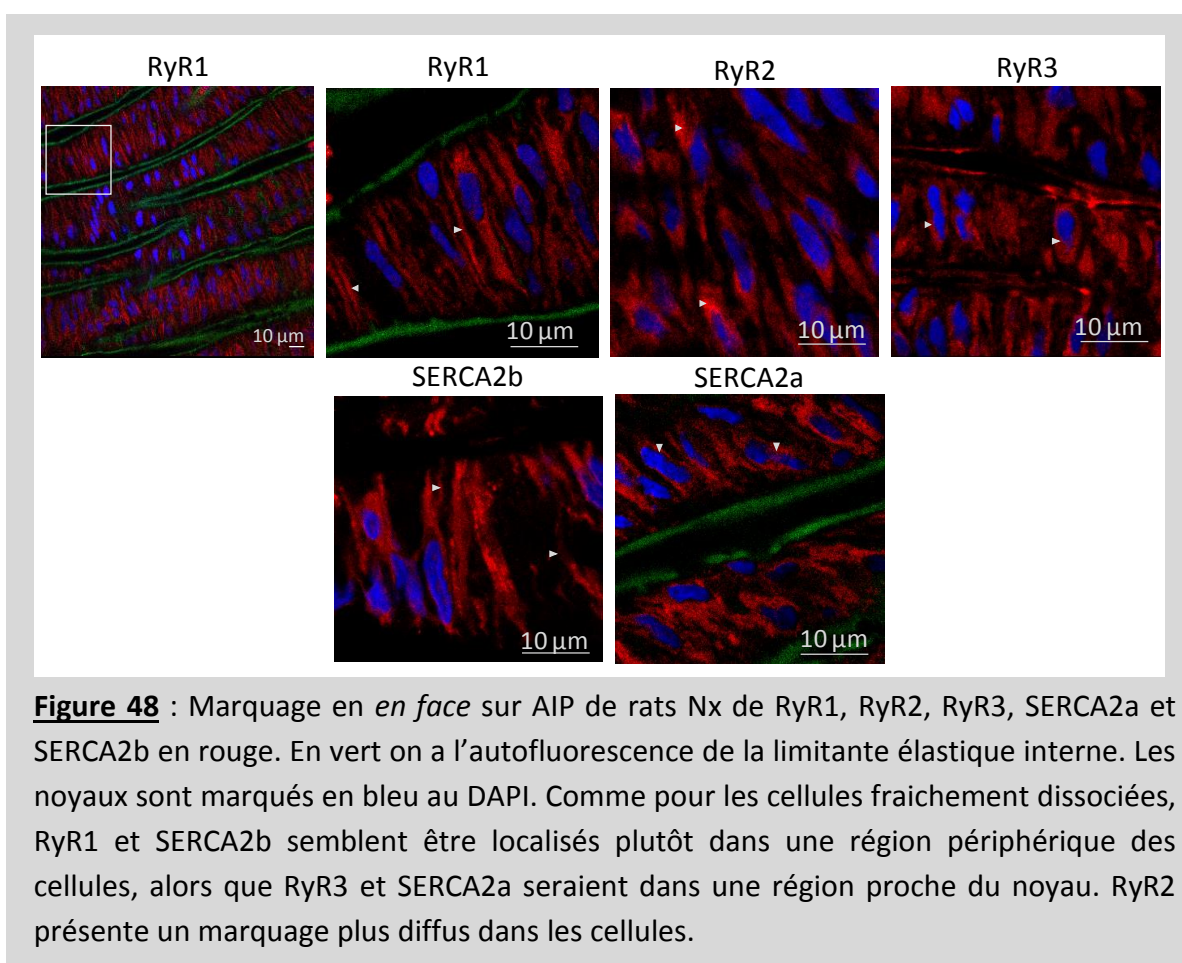 RyR1 RyR1 RyR2 RyR3
10 µm 10 µm 10 µm 10 µm
SERCA2b SERCA2a
10 µm 10 µm
Figure 48 : Marquage en en face sur AIP de rats Nx de RyR1, RyR2, RyR3, SERCA2a et
SERCA2b en rouge. En vert on a l’autofluorescence de la limitante élastique interne. Les
noyaux sont marqués en bleu au DAPI. Comme pour les cellules fraichement dissociées,
RyR1 et SERCA2b semblent être localisés plutôt dans une région périphérique des
cellules, alors que RyR3 et SERCA2a seraient dans une région proche du noyau. RyR2
présente un marquage plus diffus dans les cellules.